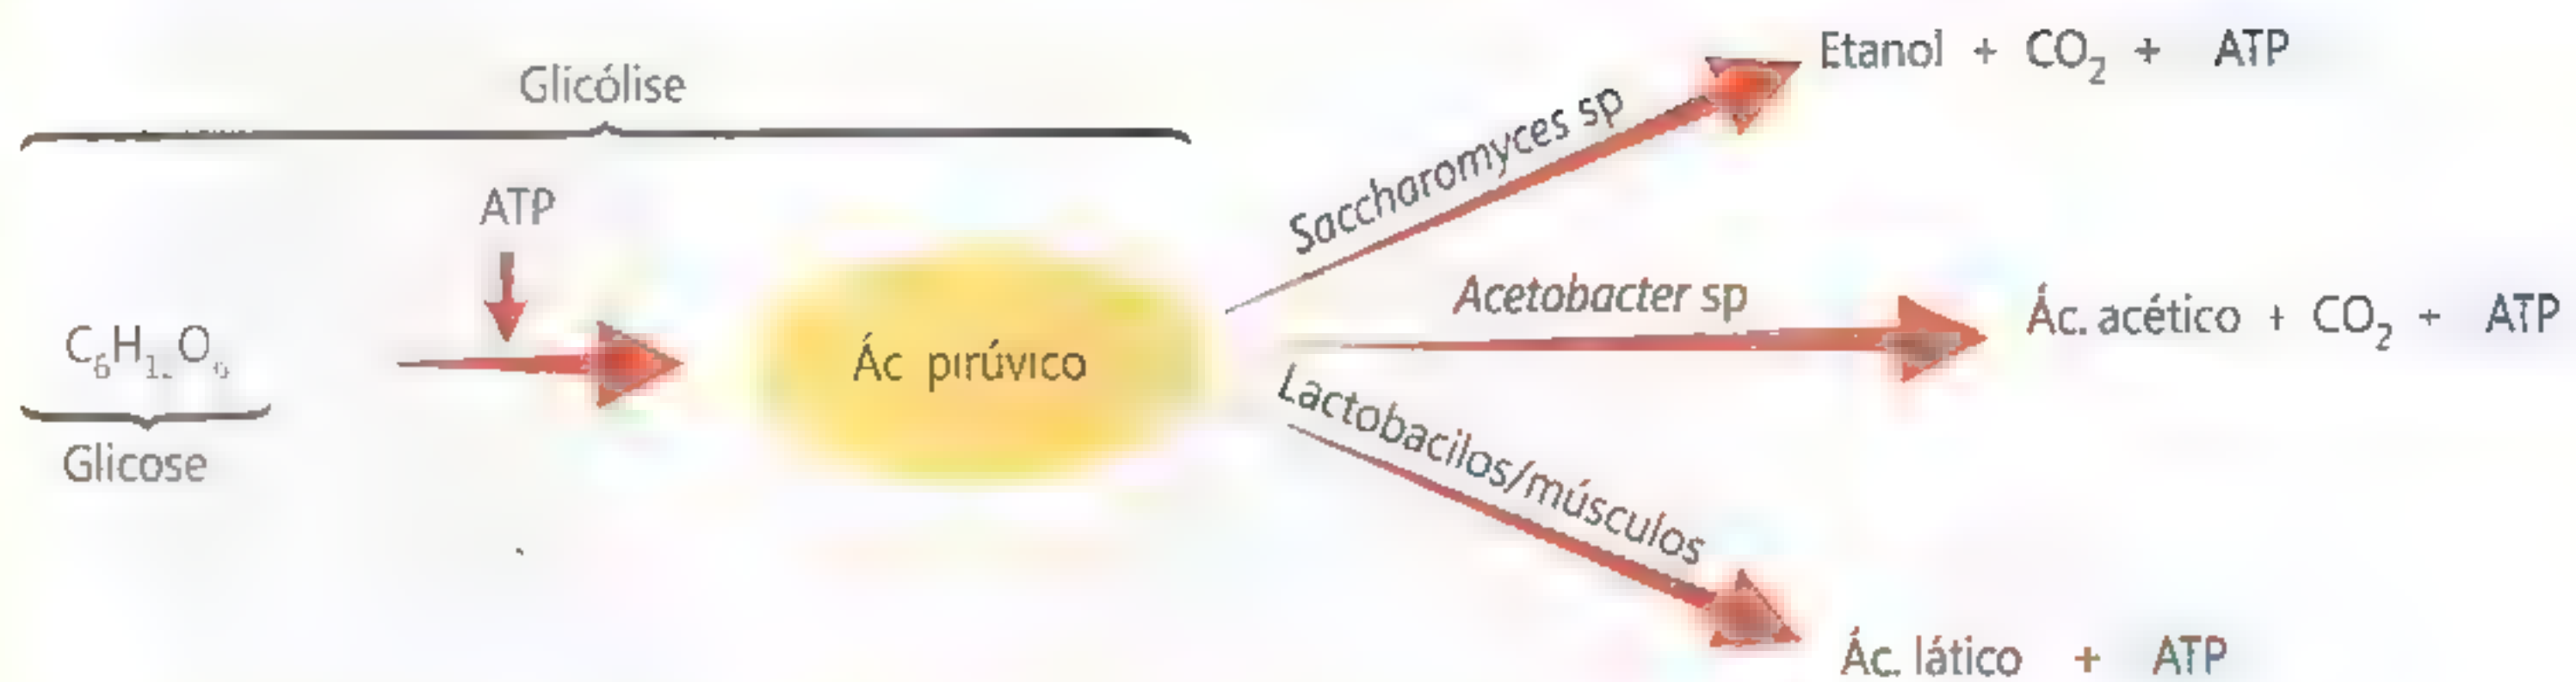 Glicólise
ATP
C6H12O6
Glicose
Ác pirúvico
Saccharomyces sp
Etanol + CO2 + ATP
Acetobacter sp
Ác. acético + CO2 + ATP
Lactobacilos/músculos
Ác. lático + ATP